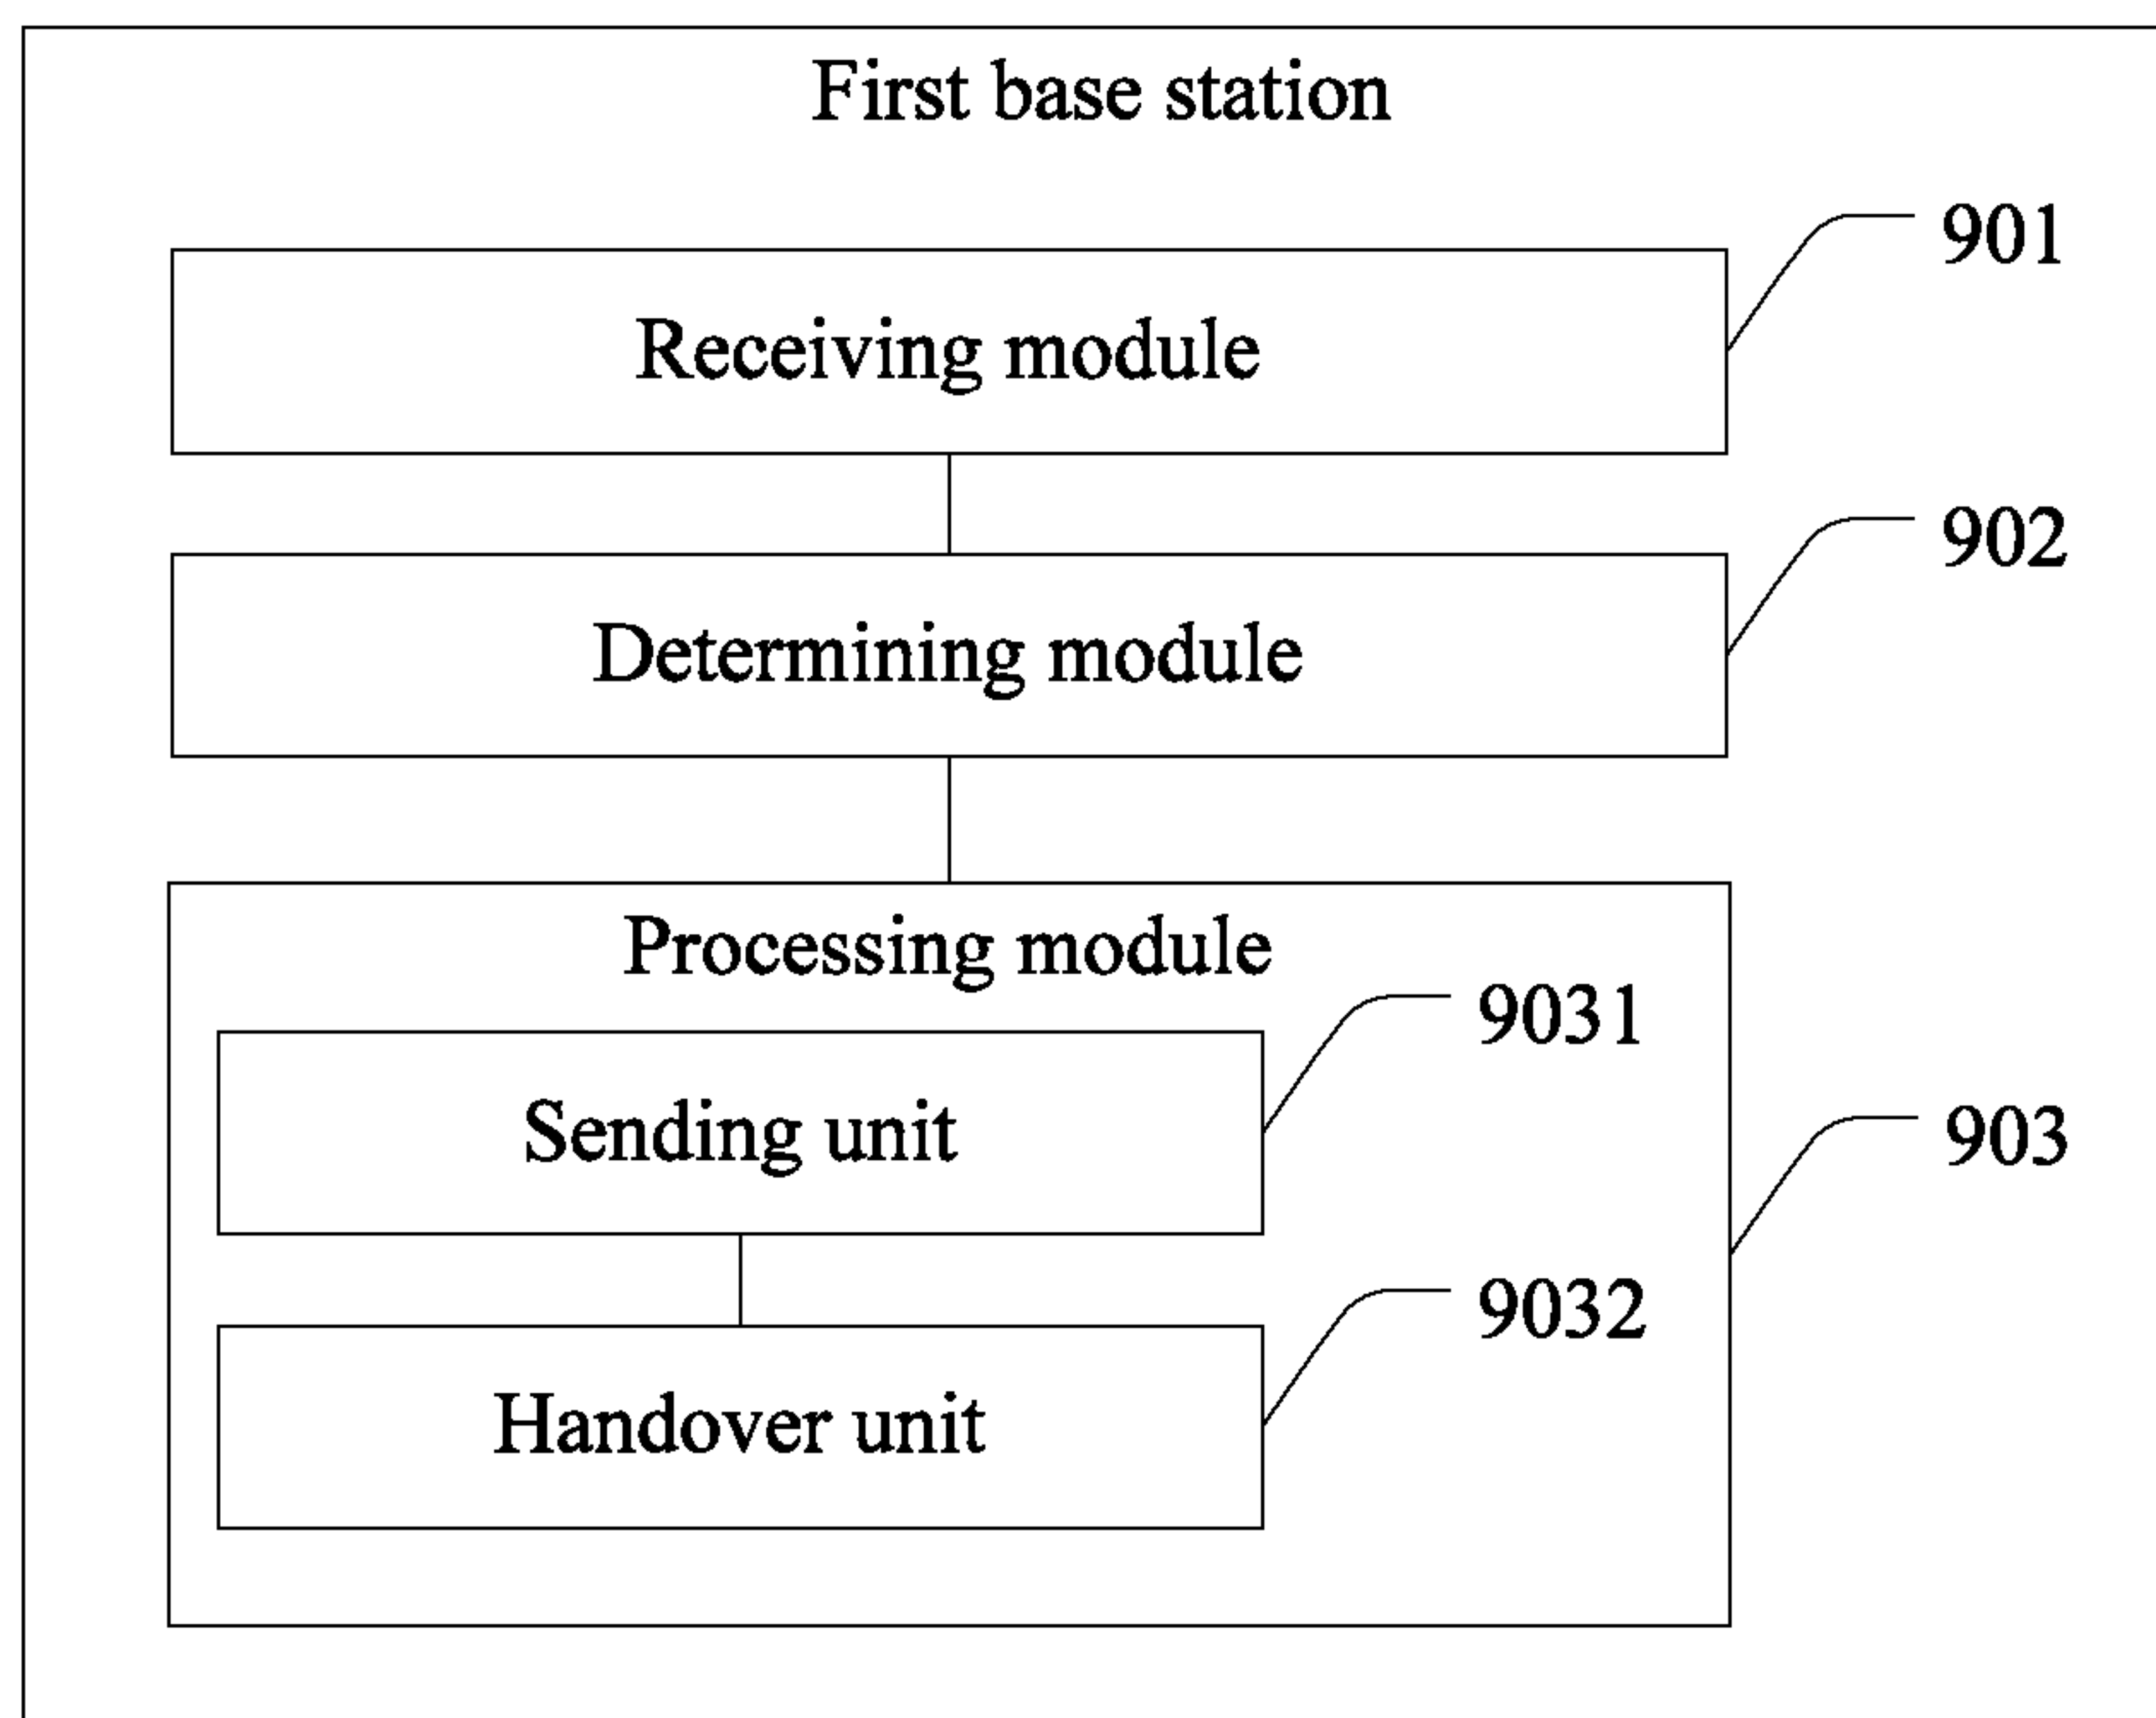 First base station
901
Receiving module
902
Determining module
Processing module
9031
Sending unit
903
9032
Handover unit